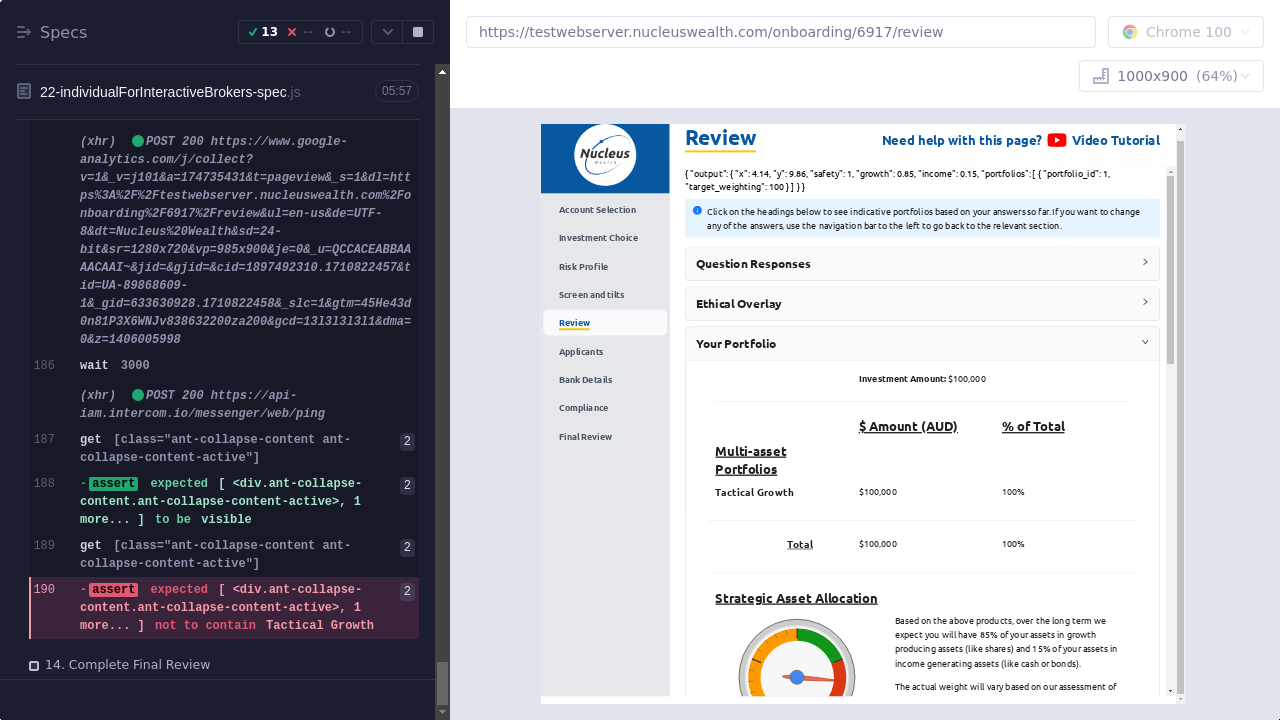 Specs
13
--
--
https://testwebserver.nucleuswealth.com/onboarding/6917/review
Chrome 100
1000x900 (64%)
22-individualForInteractiveBrokers-spec.js
05:57
(xhr) POST 200 https://www.google-
analytics.com/j/collect?
v=1&_v=j101&a=174735431&t=pageview&_s=1&dl=htt
ps%3A%2F%2Ftestwebserver.nucleuswealth.com%2Fo
nboarding%2F6917%2Freview&ul=en-us&de=UTF-
8&dt=Nucleus%20Wealth&sd=24-
bit&sr=1280x720&vp=985x900&je=0&_u=QCCACEABBAA
AACAAI~&jid=&gjid=&cid=1897492310.1710822457&t
id=UA-89868609-
1&_gid=633630928.1710822458&_slc=1&gtm=45He43d
0n81P3X6WNJv838632200za200&gcd=13l3l3l3l1&dma=
0&z=1406005998
186 wait 3000
(xhr) POST 200 https://api-
iam.intercom.io/messenger/web/ping
187 get [class="ant-collapse-content ant-
collapse-content-active"] 2
188 -assert expected [ <div.ant-collapse-
content.ant-collapse-content-active>, 1
more... ] to be visible 2
189 get [class="ant-collapse-content ant-
collapse-content-active"] 2
190 -assert expected [ <div.ant-collapse-
content.ant-collapse-content-active>, 1
more... ] not to contain Tactical Growth 2
14. Complete Final Review
Nucleus
Wealth
Account Selection
Investment Choice
Risk Profile
Screen and tilts
Review
Applicants
Bank Details
Compliance
Final Review
Review
Need help with this page? Video Tutorial
{ "output": { "x": 4.14, "y": 9.86, "safety": 1, "growth": 0.85, "income": 0.15, "portfolios": [ { "portfolio_id": 1,
"target_weighting": 100 } ] } }
Click on the headings below to see indicative portfolios based on your answers so far. If you want to change
any of the answers, use the navigation bar to the left to go back to the relevant section.
Question Responses
Ethical Overlay
Your Portfolio
Investment Amount: $100,000
$ Amount (AUD) % of Total
Multi-asset
Portfolios
Tactical Growth $100,000 100%
Total $100,000 100%
Strategic Asset Allocation
Based on the above products, over the long term we
expect you will have 85% of your assets in growth
producing assets (like shares) and 15% of your assets in
income generating assets (like cash or bonds).
The actual weight will vary based on our assessment of